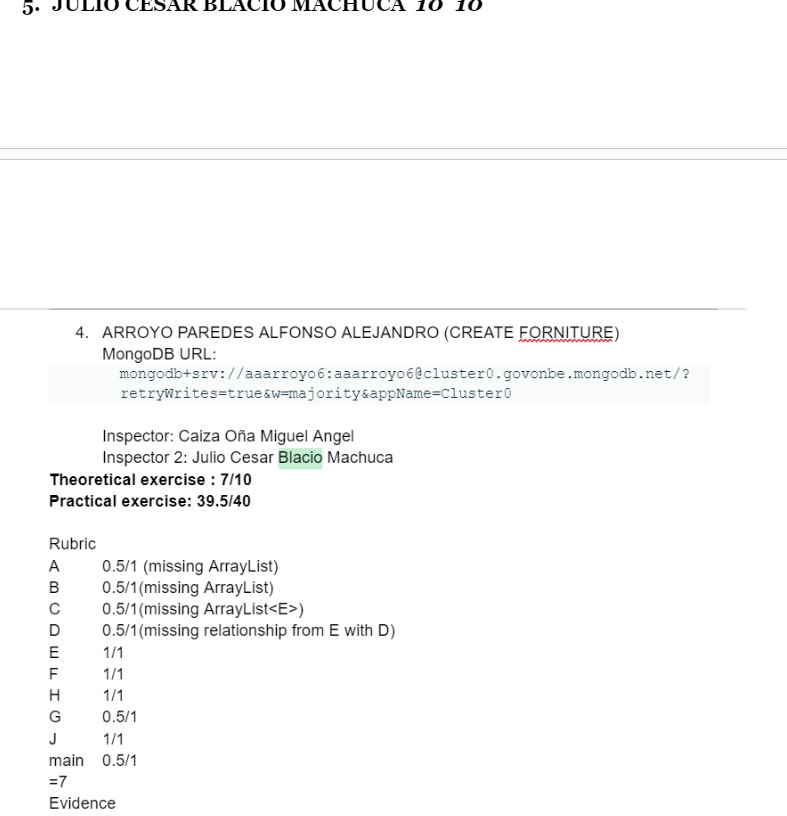 5. JULIO CESAR BLACIO MACHUCA 10 10
4. ARROYO PAREDES ALFONSO ALEJANDRO (CREATE FORNITURE)
MongoDB URL:
mongodb+srv://aaarroyo6:aaarroyo6@cluster0.govonbe.mongodb.net/?
retryWrites=true&w=majority&appName=Cluster0
Inspector: Caiza Oña Miguel Angel
Inspector 2: Julio Cesar Blacio Machuca
Theoretical exercise : 7/10
Practical exercise: 39.5/40
Rubric
A 0.5/1 (missing ArrayList)
B 0.5/1(missing ArrayList)
C 0.5/1(missing ArrayList<E>)
D 0.5/1(missing relationship from E with D)
E 1/1
F 1/1
H 1/1
G 0.5/1
J 1/1
main 0.5/1
=7
Evidence